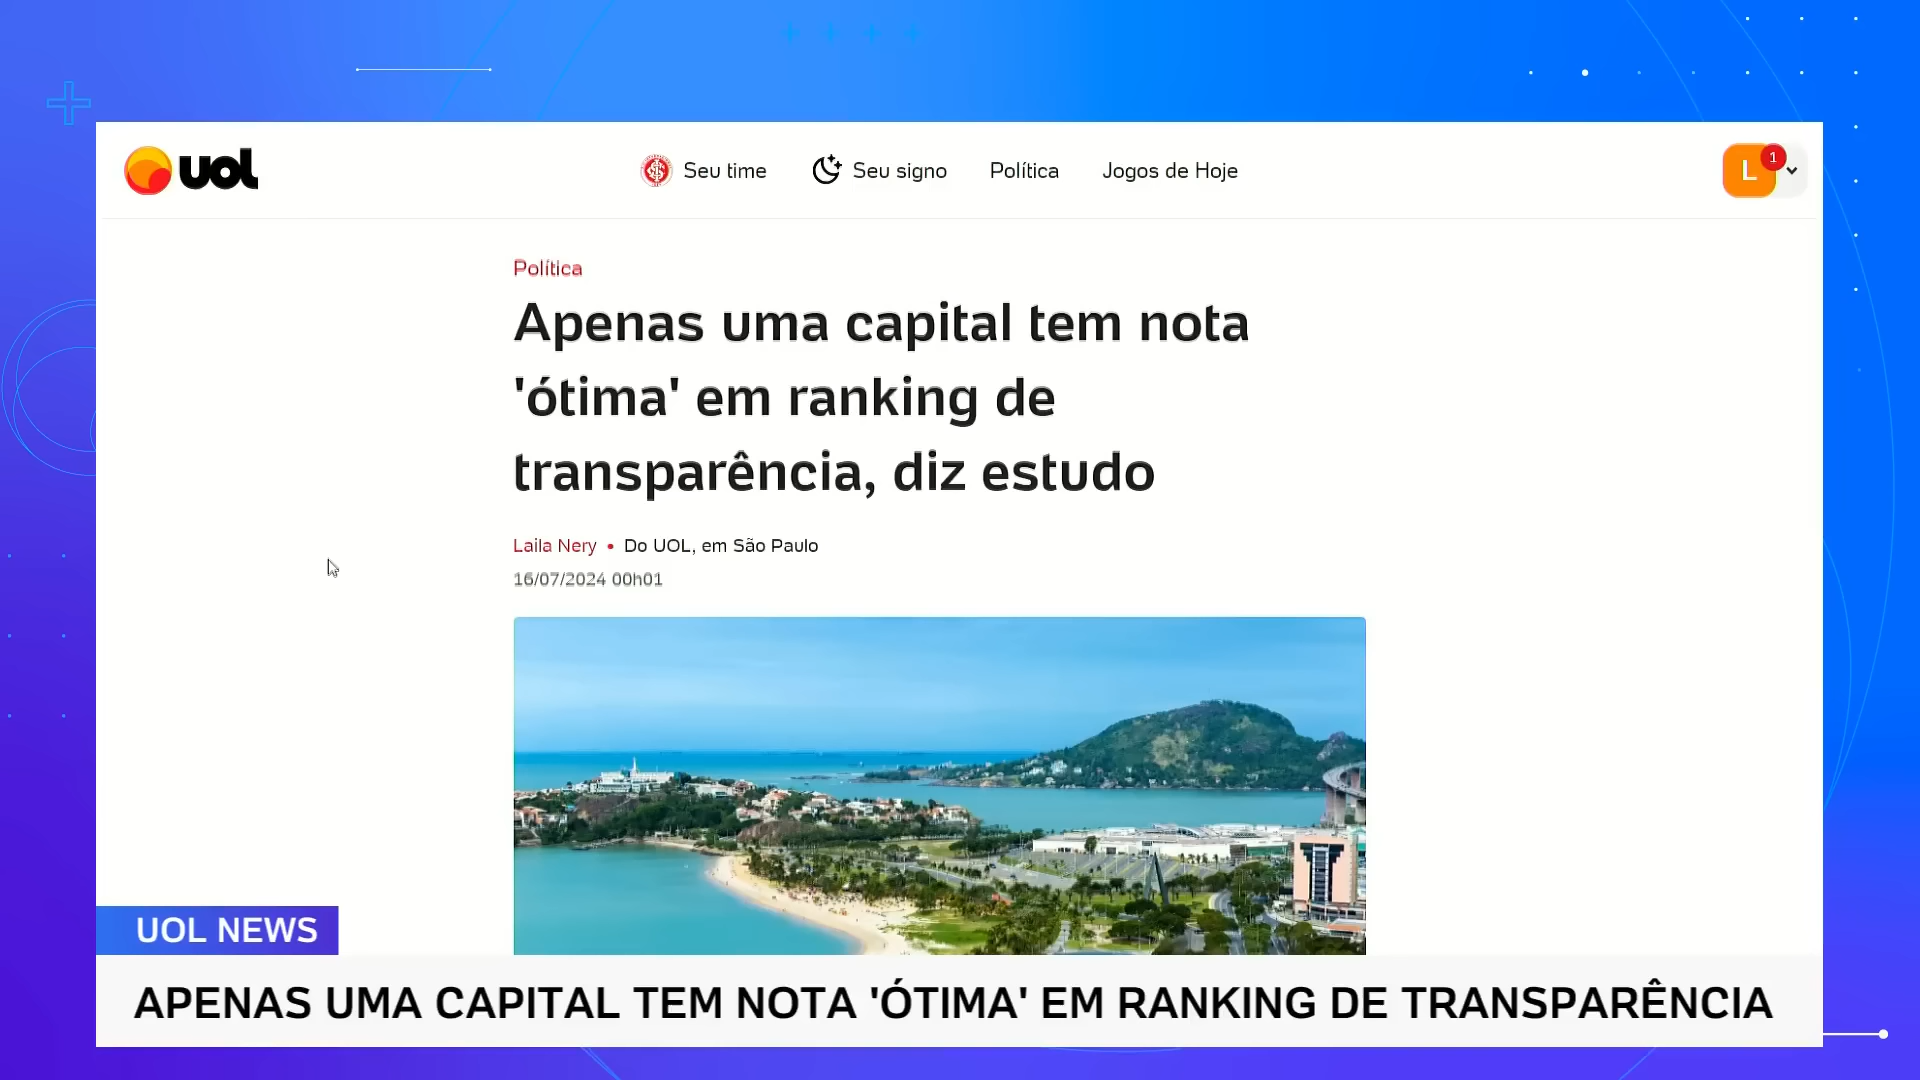 uol
Seu time
Seu signo
Política
Jogos de Hoje
L
1
Política
Apenas uma capital tem nota
'ótima' em ranking de
transparência, diz estudo
Laila Nery • Do UOL, em São Paulo
16/07/2024 00h01
UOL NEWS
APENAS UMA CAPITAL TEM NOTA 'ÓTIMA' EM RANKING DE TRANSPARÊNCIA